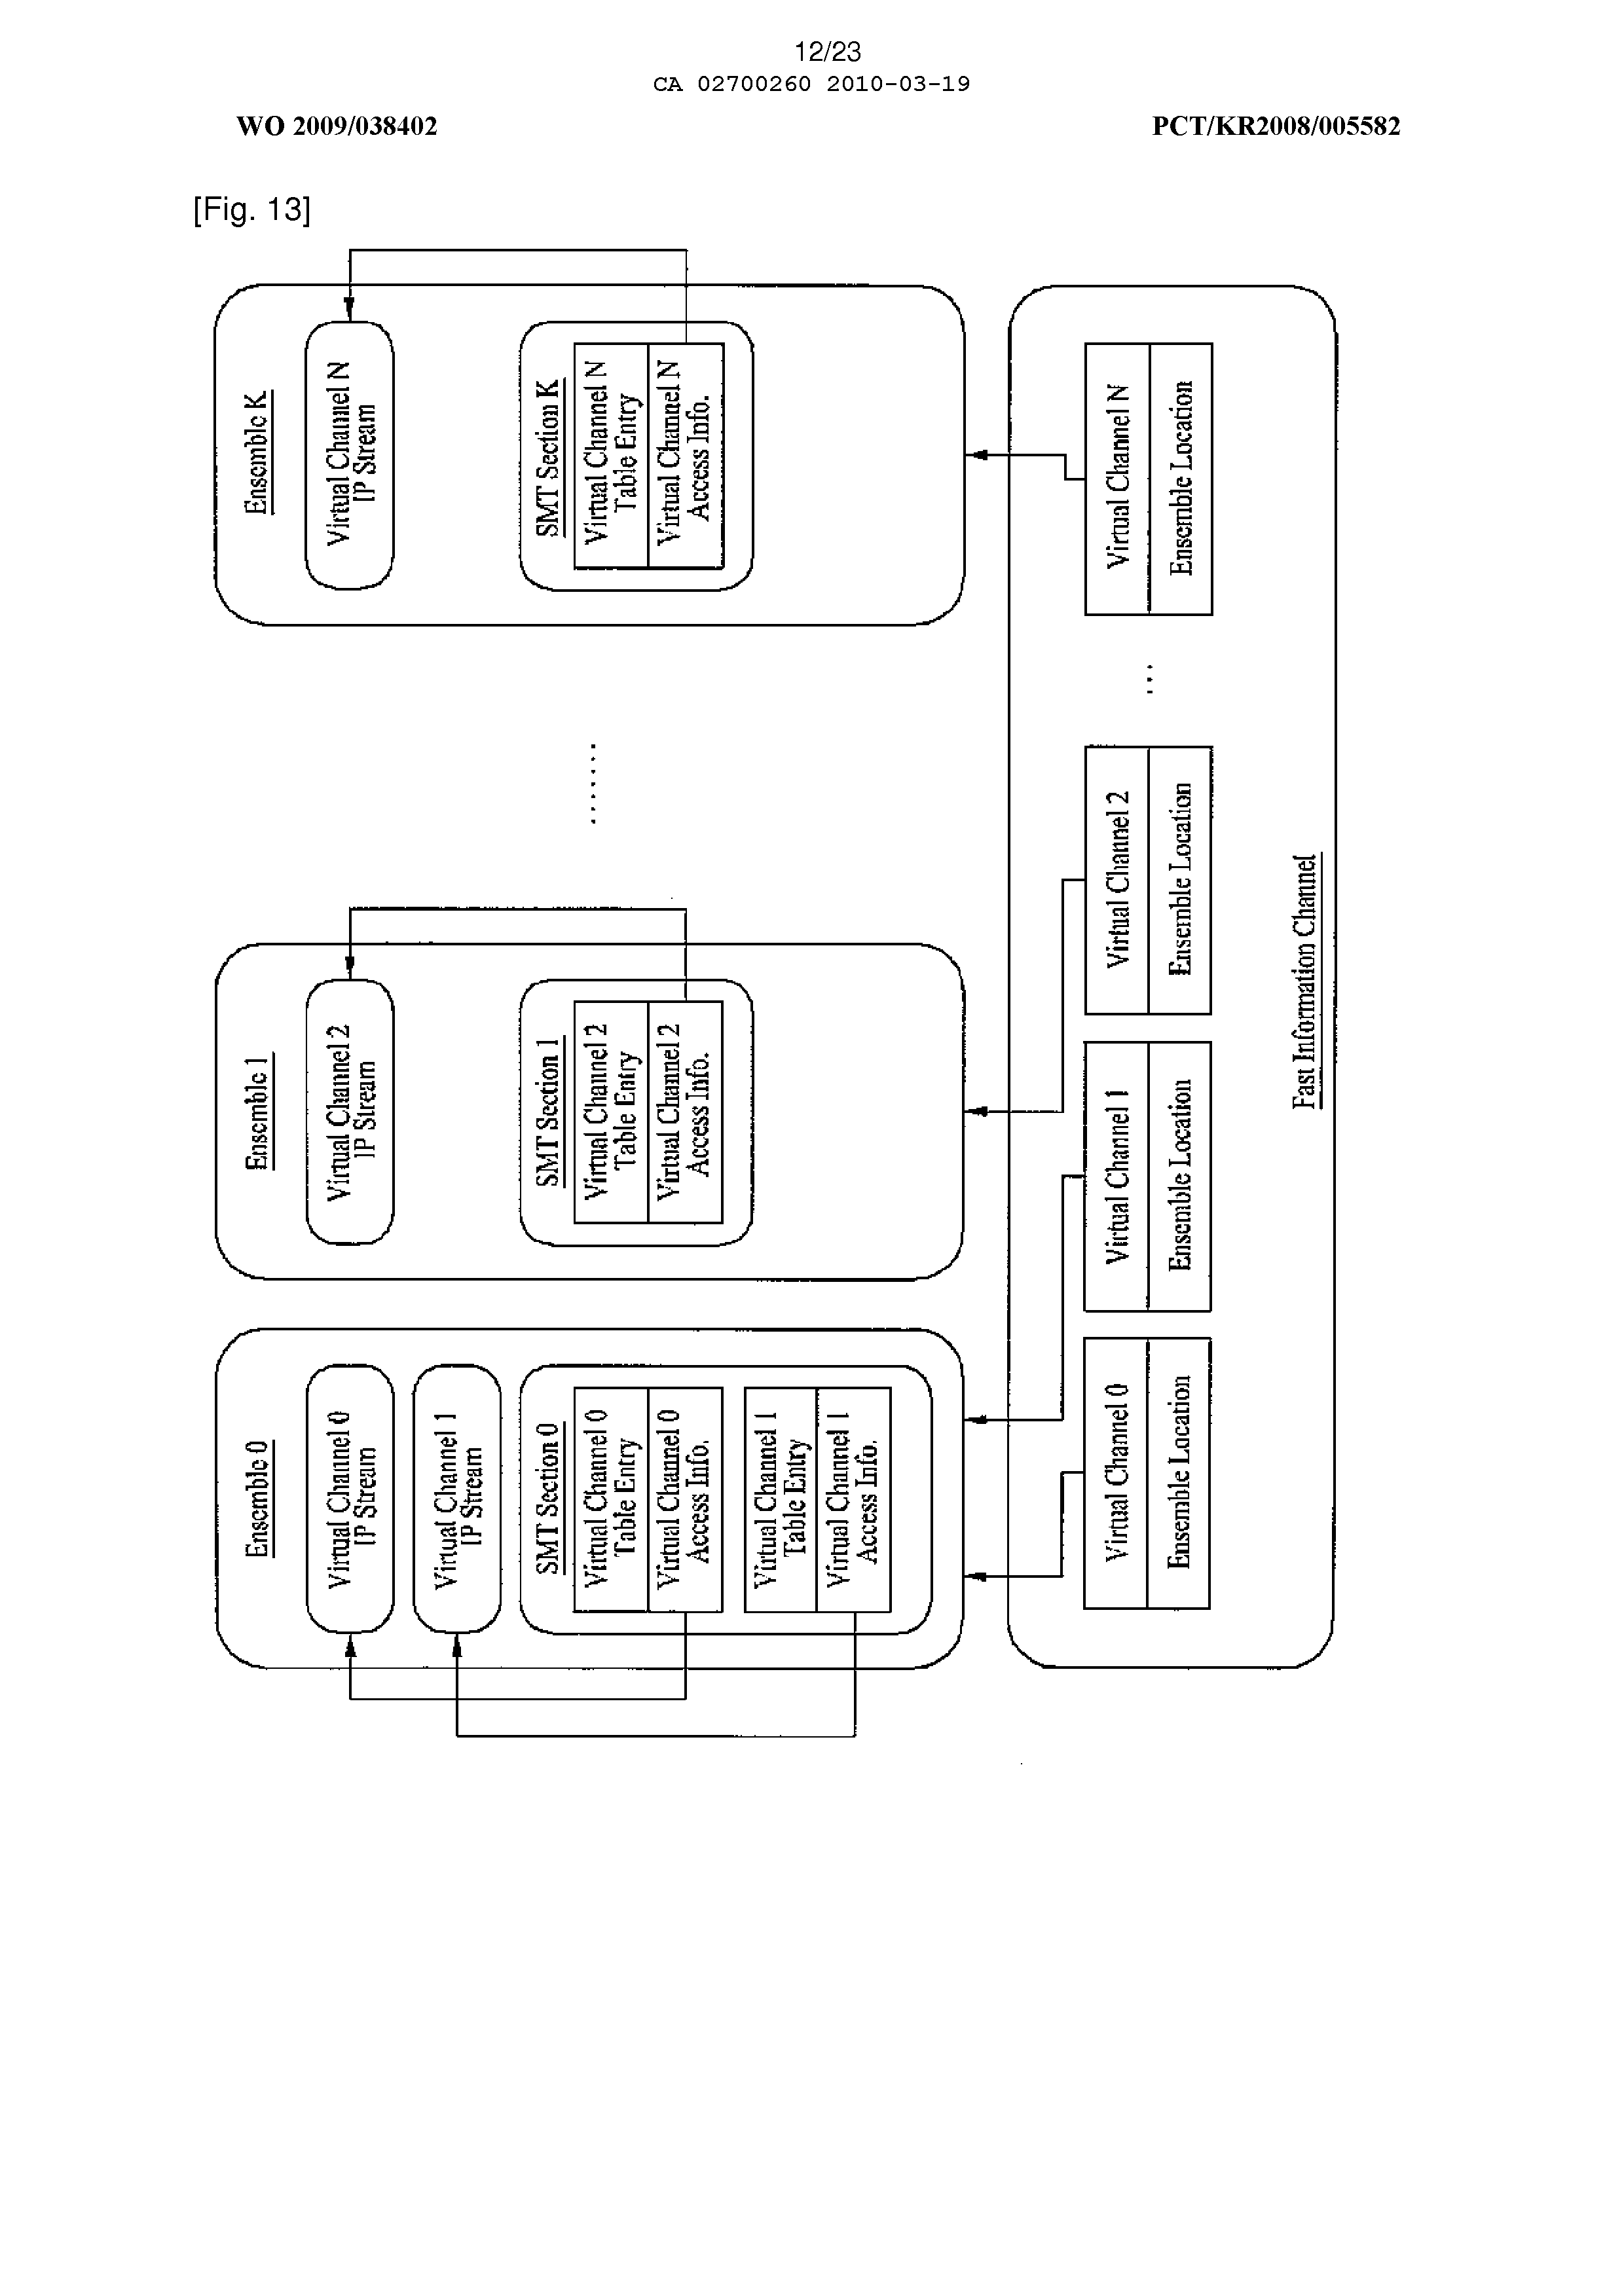 12/23
CA 02700260 2010-03-19
WO 2009/038402
PCT/KR2008/005582
[Fig. 13]
Ensemble 0
Virtual Channel 0
IP Stream
Virtual Channel 1
IP Stream
SMT Section 0
Virtual Channel 0
Table Entry
Virtual Channel 0
Access Info.
Virtual Channel 1
Table Entry
Virtual Channel 1
Access Info.
Ensemble 1
Virtual Channel 2
IP Stream
SMT Section 1
Virtual Channel 2
Table Entry
Virtual Channel 2
Access Info.
......
Ensemble K
Virtual Channel N
IP Stream
SMT Section K
Virtual Channel N
Table Entry
Virtual Channel N
Access Info.
Virtual Channel 0
Ensemble Location
Virtual Channel 1
Ensemble Location
Virtual Channel 2
Ensemble Location
...
Virtual Channel N
Ensemble Location
Fast Information Channel